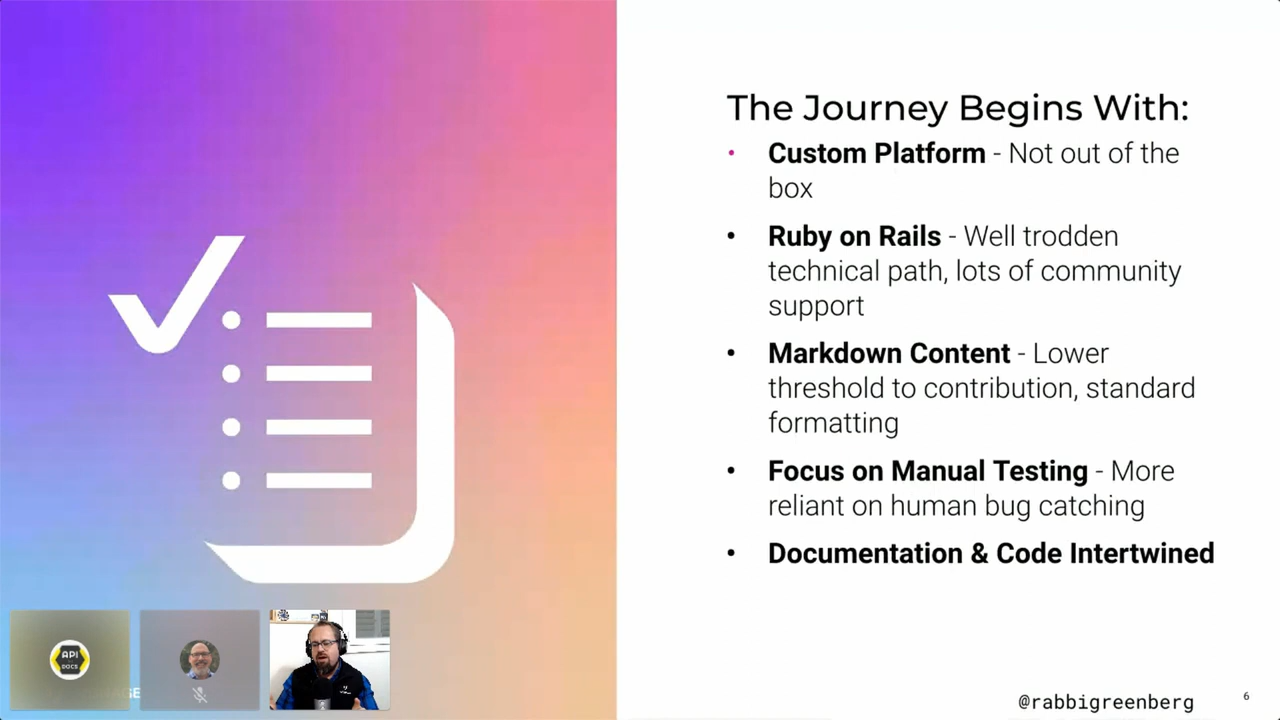 The Journey Begins With:
• Custom Platform - Not out of the
box
• Ruby on Rails - Well trodden
technical path, lots of community
support
• Markdown Content - Lower
threshold to contribution, standard
formatting
• Focus on Manual Testing - More
reliant on human bug catching
• Documentation & Code Intertwined
API
DOCS
@rabbigreenberg
6